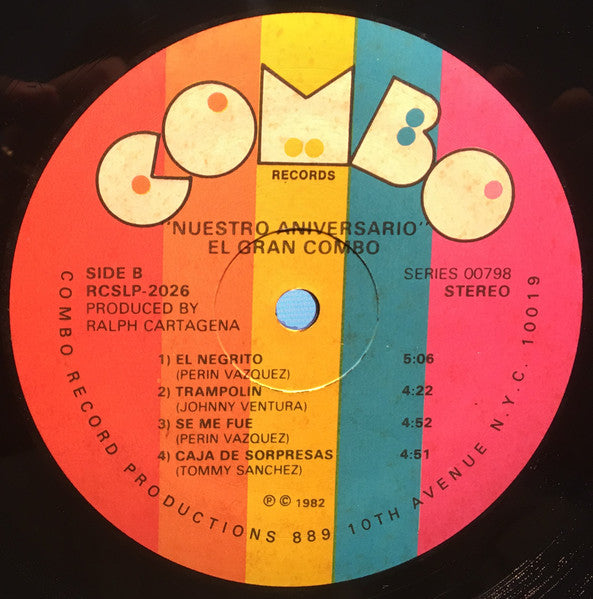 COMBO
RECORDS
"NUESTRO ANIVERSARIO"
EL GRAN COMBO
SIDE B
RCSLP-2026
PRODUCED BY
RALPH CARTAGENA
SERIES 00798
STEREO
1) EL NEGRITO 5:06
(PERIN VAZQUEZ)
2) TRAMPOLIN 4:22
(JOHNNY VENTURA)
3) SE ME FUE 4:52
(PERIN VAZQUEZ)
4) CAJA DE SORPRESAS 4:51
(TOMMY SANCHEZ)
℗ © 1982
COMBO RECORD PRODUCTIONS 889 10TH AVENUE N.Y.C. 10019